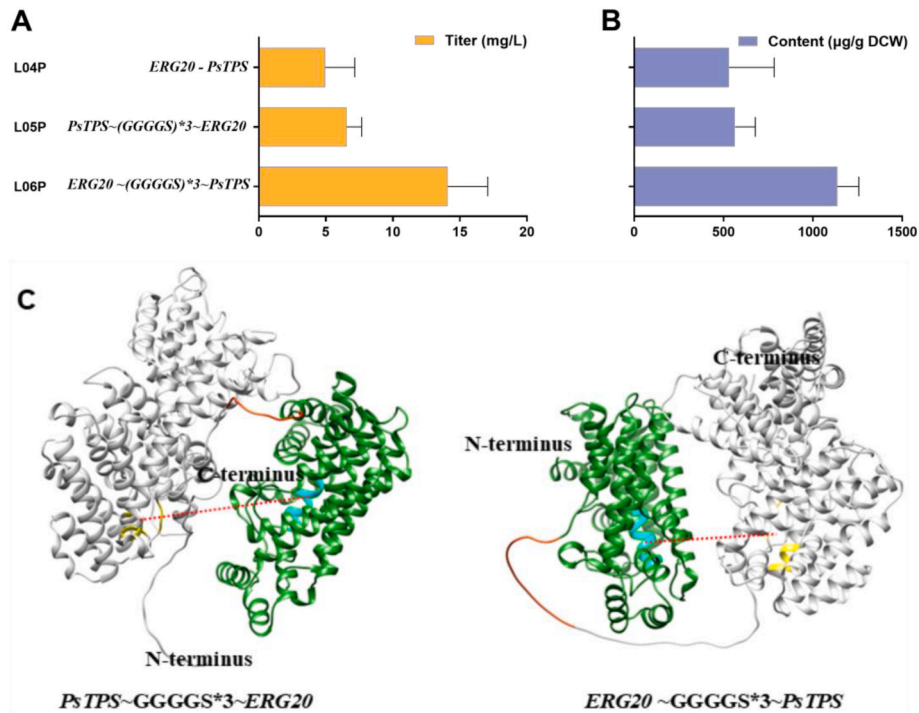 A
B
Titer (mg/L)
Content (µg/g DCW)
L04P ERG20 - PsTPS
L05P PsTPS~(GGGGS)*3~ERG20
L06P ERG20 ~(GGGGS)*3~PsTPS
0 5 10 15 20
0 500 1000 1500
C
C-terminus
N-terminus
C-terminus
N-terminus
PsTPS~GGGGS*3~ERG20
ERG20 ~GGGGS*3~PsTPS